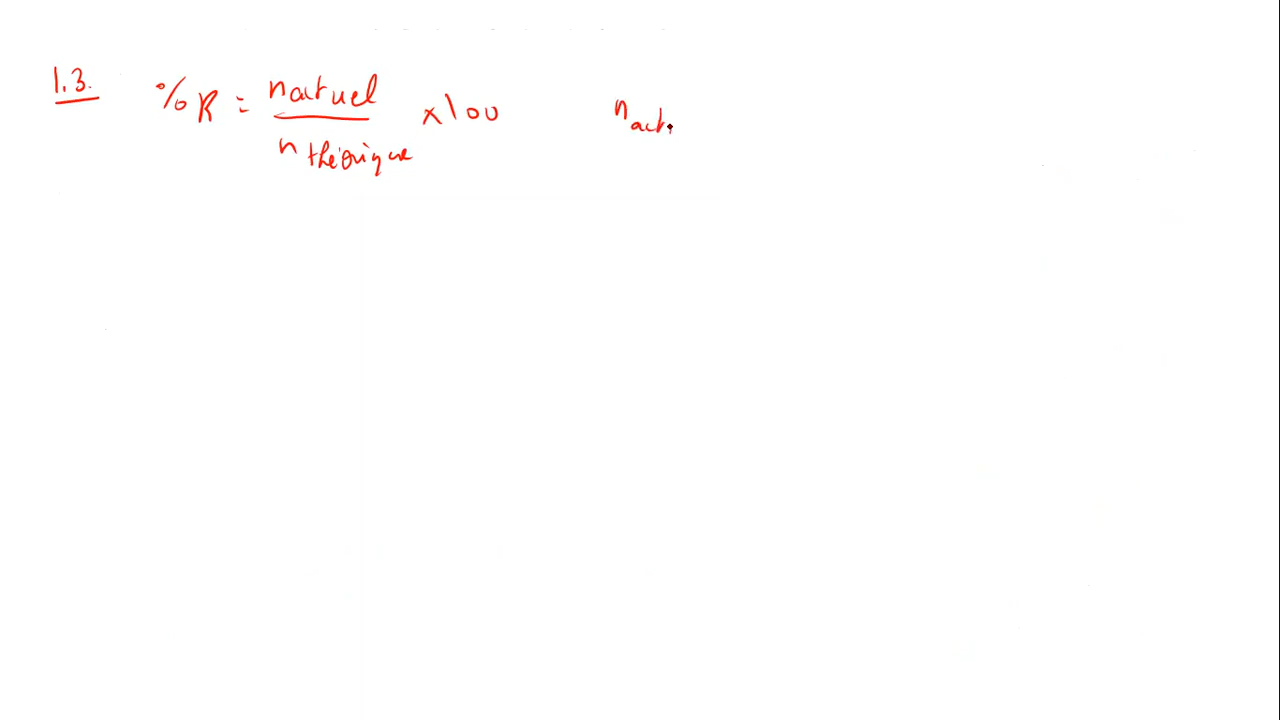 1.3. %R = n actuel / n théorique x100 n act